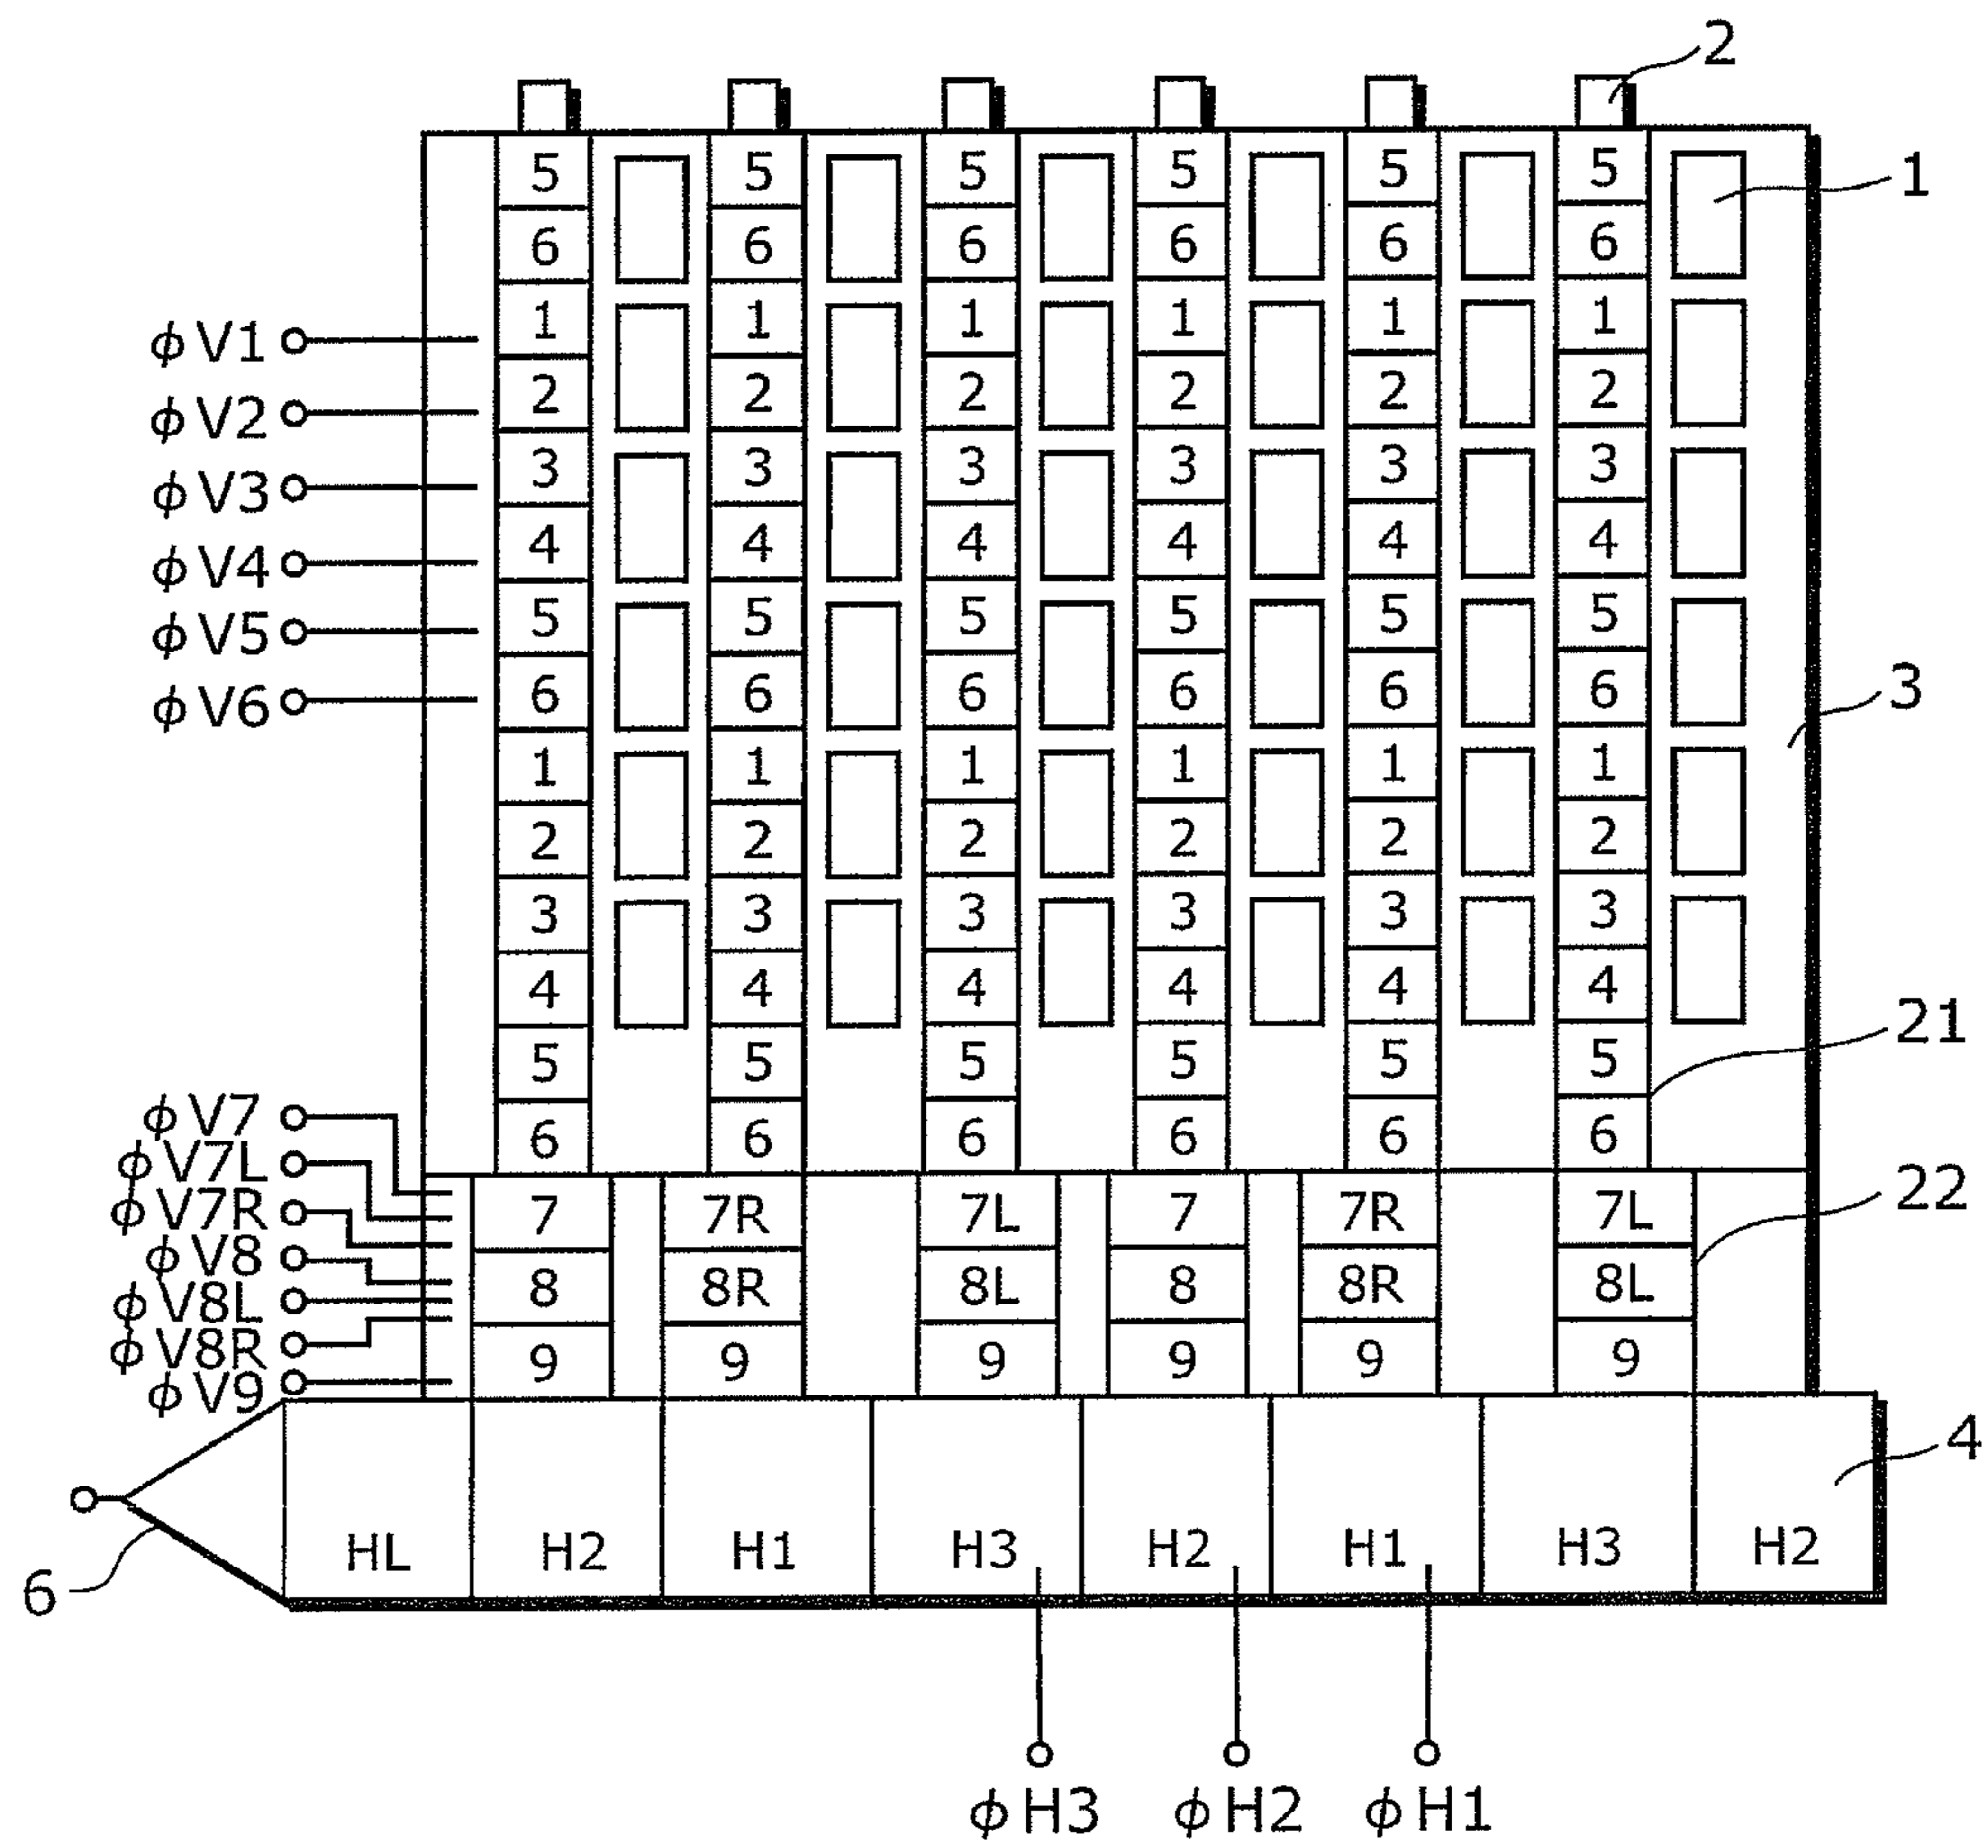 2
5 5 5 5 5 5
1
6 6 6 6 6 6
φV1 1 1 1 1 1 1
φV2 2 2 2 2 2 2
φV3 3 3 3 3 3 3
φV4 4 4 4 4 4 4
φV5 5 5 5 5 5 5
φV6 6 6 6 6 6 6 3
1 1 1 1 1 1
2 2 2 2 2 2
3 3 3 3 3 3
4 4 4 4 4 4
21
5 5 5 5 5 5
φV7 6 6 6 6 6 6
φV7L
22
φV7R 7 7R 7L 7 7R 7L
φV8
φV8L 8 8R 8L 8 8R 8L
φV8R
φV9 9 9 9 9 9 9
4
6 HL H2 H1 H3 H2 H1 H3 H2
φH3 φH2 φH1